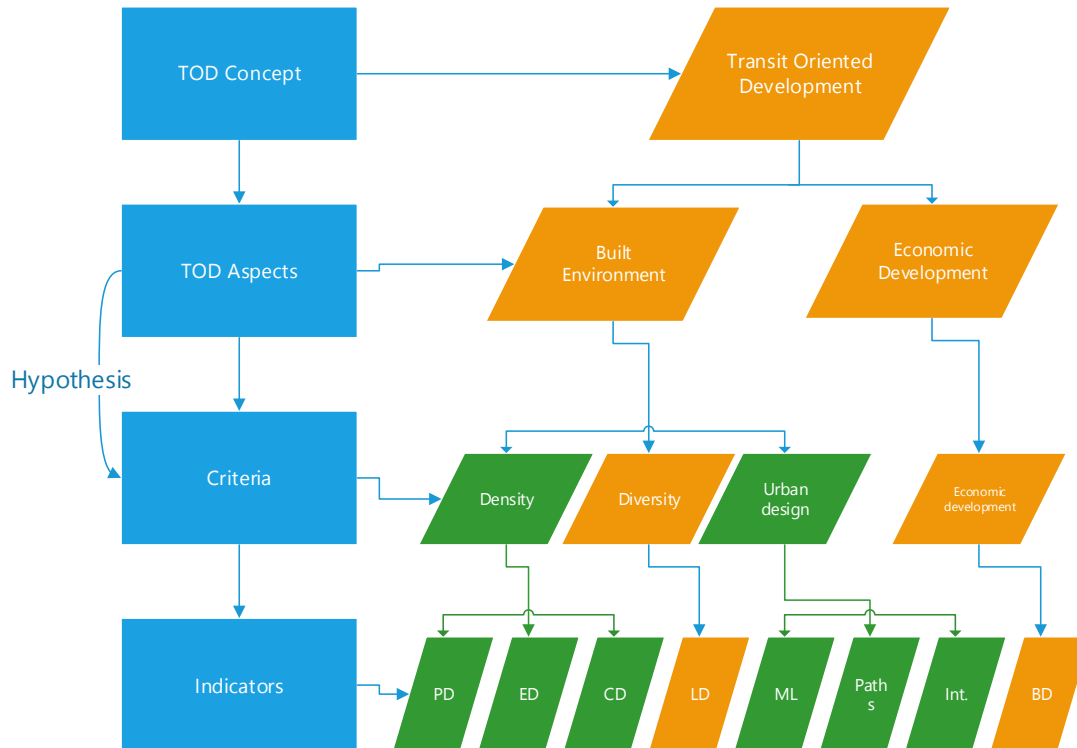 TOD Concept
Transit Oriented
Development
TOD Aspects
Built
Environment
Economic
Development
Hypothesis
Criteria
Density
Diversity
Urban
design
Economic
development
Indicators
PD
ED
CD
LD
ML
Path
s
Int.
BD